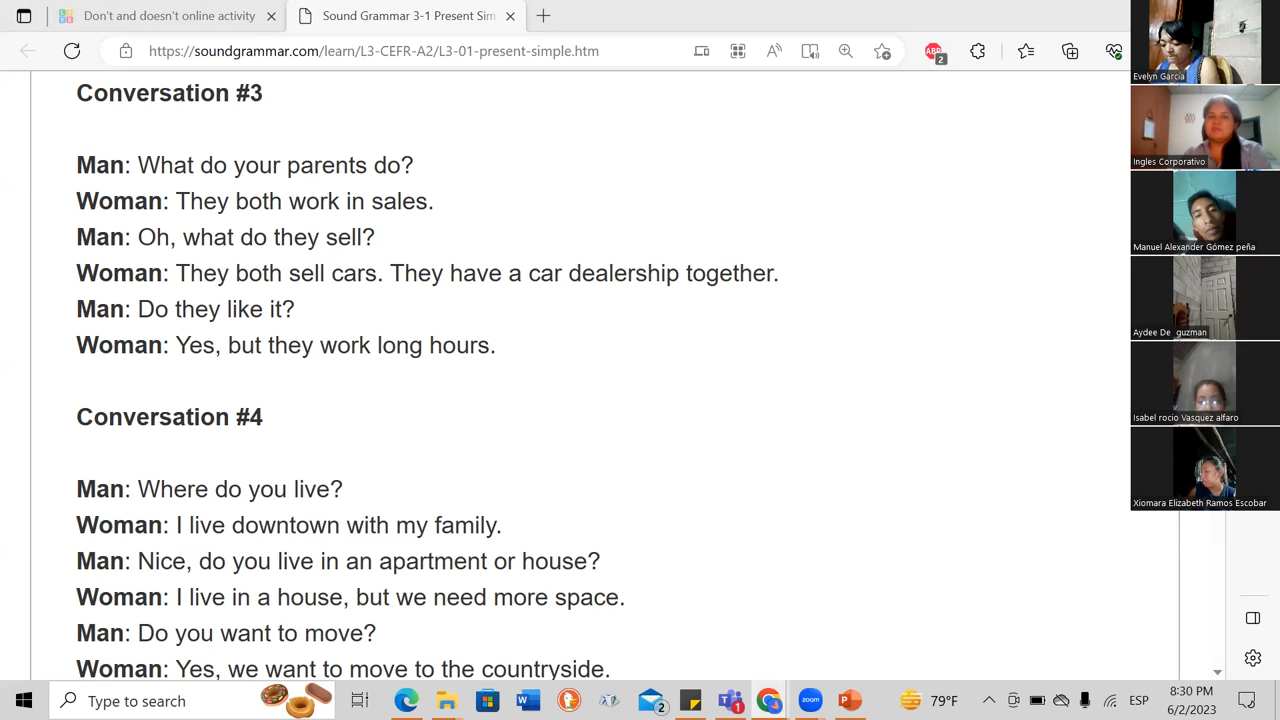 Don't and doesn't online activity
Sound Grammar 3-1 Present Sim
https://soundgrammar.com/learn/L3-CEFR-A2/L3-01-present-simple.htm
ABP
2
Conversation #3
Man: What do your parents do?
Woman: They both work in sales.
Man: Oh, what do they sell?
Woman: They both sell cars. They have a car dealership together.
Man: Do they like it?
Woman: Yes, but they work long hours.
Conversation #4
Man: Where do you live?
Woman: I live downtown with my family.
Man: Nice, do you live in an apartment or house?
Woman: I live in a house, but we need more space.
Man: Do you want to move?
Woman: Yes, we want to move to the countryside.
Evelyn García
Ingles Corporativo
Manuel Alexander Gómez peña
Aydee De guzman
Isabel rocio Vasquez alfaro
Xiomara Elizabeth Ramos Escobar
Type to search
2
1
zoom
79°F
ESP
8:30 PM
6/2/2023